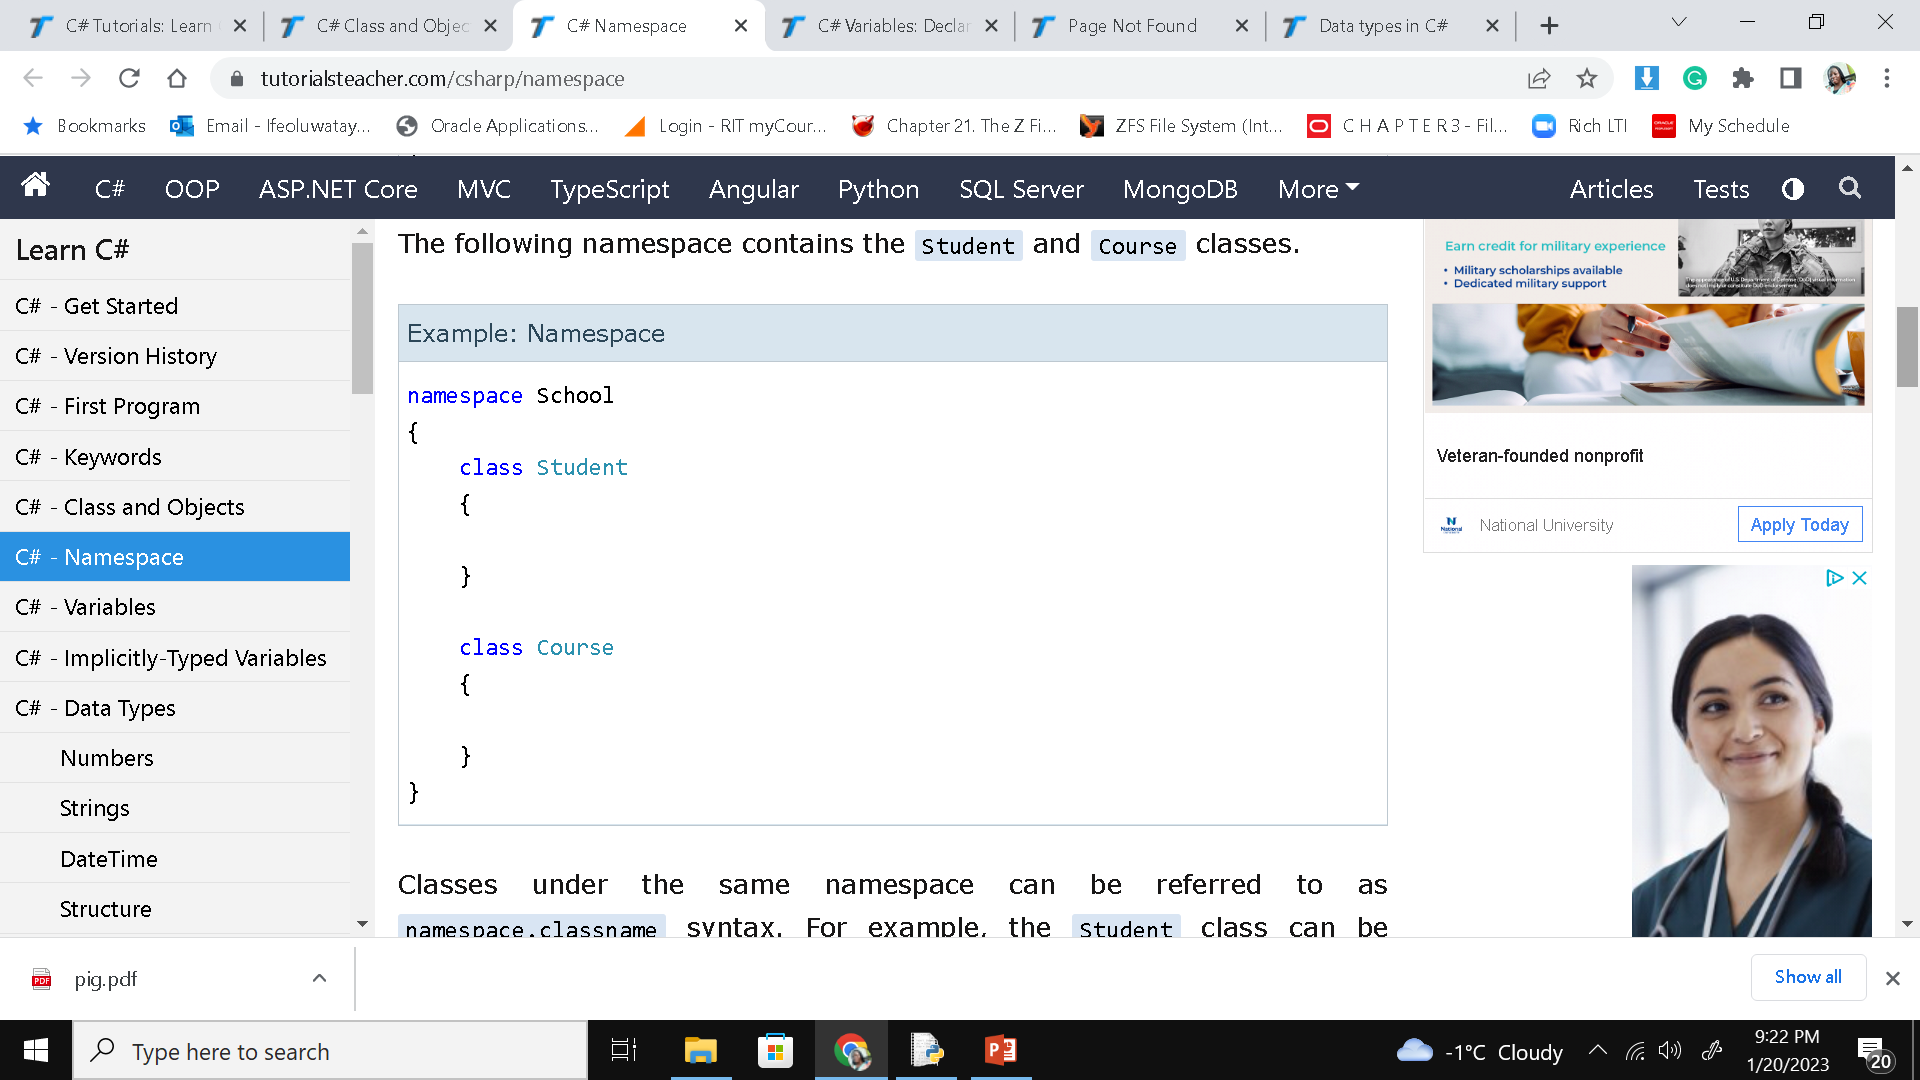 C# Tutorials: Learn
C# Class and Objec
C# Namespace
C# Variables: Declar
Page Not Found
Data types in C#
tutorialsteacher.com/csharp/namespace
Bookmarks
Email - Ifeoluwatay...
Oracle Applications...
Login - RIT myCour...
Chapter 21. The Z Fi...
ZFS File System (Int...
C H A P T E R 3 - Fil...
Rich LTI
My Schedule
C#
OOP
ASP.NET Core
MVC
TypeScript
Angular
Python
SQL Server
MongoDB
More
Articles
Tests
Learn C#
C# - Get Started
C# - Version History
C# - First Program
C# - Keywords
C# - Class and Objects
C# - Namespace
C# - Variables
C# - Implicitly-Typed Variables
C# - Data Types
Numbers
Strings
DateTime
Structure
The following namespace contains the Student and Course classes.
Example: Namespace
namespace School
{
class Student
{
}
class Course
{
}
}
Classes under the same namespace can be referred to as
namespace.classname syntax. For example, the Student class can be
Earn credit for military experience
• Military scholarships available
• Dedicated military support
Veteran-founded nonprofit
N
National
National University
Apply Today
PDF
pig.pdf
Show all
Type here to search
-1°C Cloudy
9:22 PM
1/20/2023
20